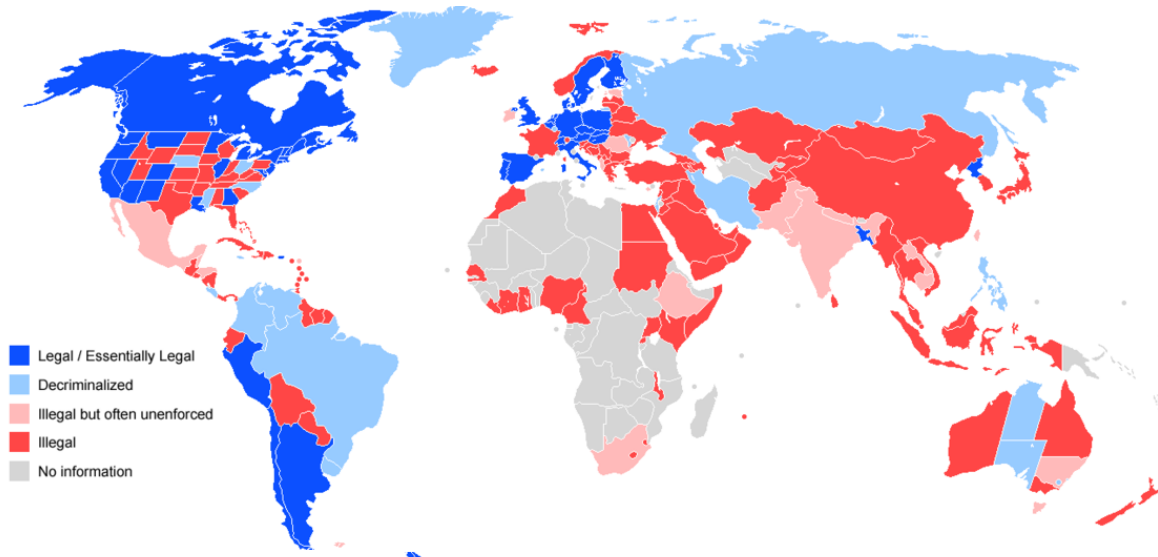 Legal / Essentially Legal
Decriminalized
Illegal but often unenforced
Illegal
No information